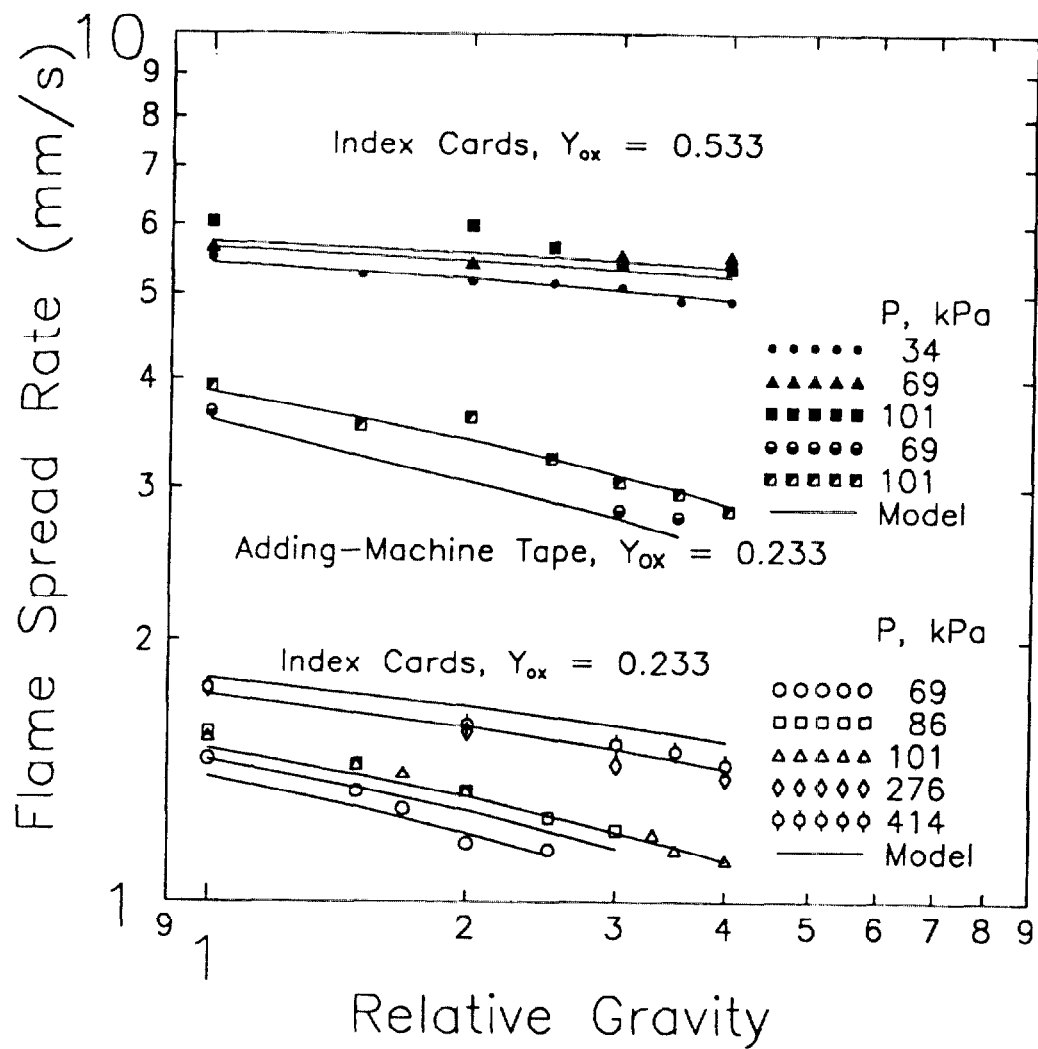 10
9
8
7
6
5
4
3
2
1
Flame Spread Rate (mm/s)
Index Cards, Yox = 0.533
P, kPa
34
69
101
69
101
Model
Adding-Machine Tape, YOX = 0.233
Index Cards, Yox = 0.233
P, kPa
69
86
101
276
414
Model
9 1 2 3 4 5 6 7 8 9
Relative Gravity